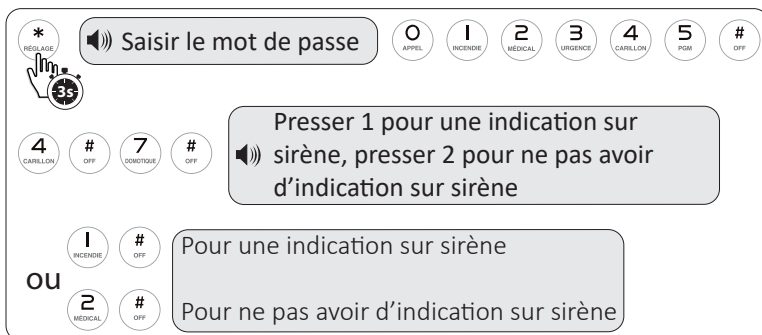 * RÉGLAGE
3s
Saisir le mot de passe
0 APPEL 1 INCENDIE 2 MÉDICAL 3 URGENCE 4 CARILLON 5 PGM # OFF
4 CARILLON # OFF 7 DOMOTIQUE # OFF
Presser 1 pour une indication sur
sirène, presser 2 pour ne pas avoir
d’indication sur sirène
ou
1 INCENDIE # OFF
Pour une indication sur sirène
2 MÉDICAL # OFF
Pour ne pas avoir d’indication sur sirène